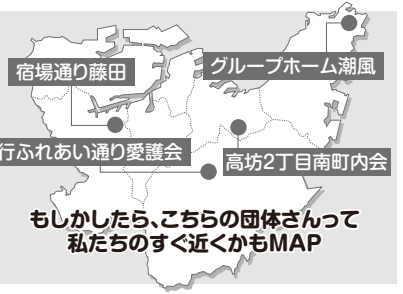 宿場通り藤田
グループホーム潮風
行ふれあい通り愛護会
高坊2丁目南町内会
もしかしたら、こちらの団体さんって
私たちのすぐ近くかもMAP